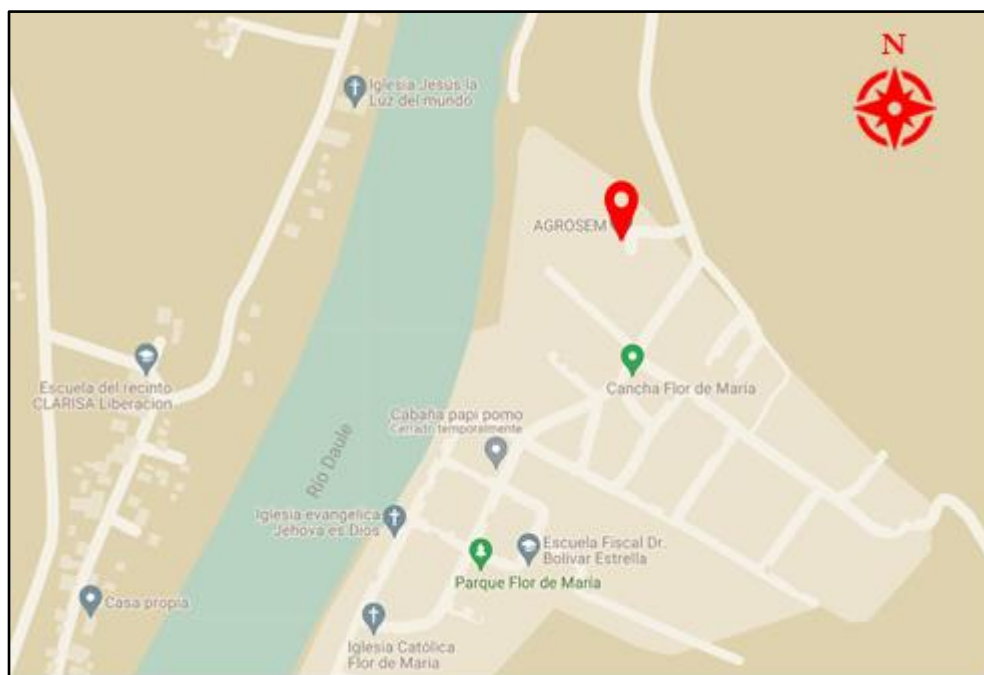 N
Iglesia Jesús la
Luz del mundo
AGROSEM
Escuela del recinto
CLARISA Liberacion
Cancha Flor de Maria
Cabaña papi pomo
Cerrado temporalmente
Rio Daule
Iglesia evangelica
Jehova es Dios
Escuela Fiscal Dr.
Bolivar Estrella
Parque Flor de Maria
Casa propia
Iglesia Católica
Flor de Maria